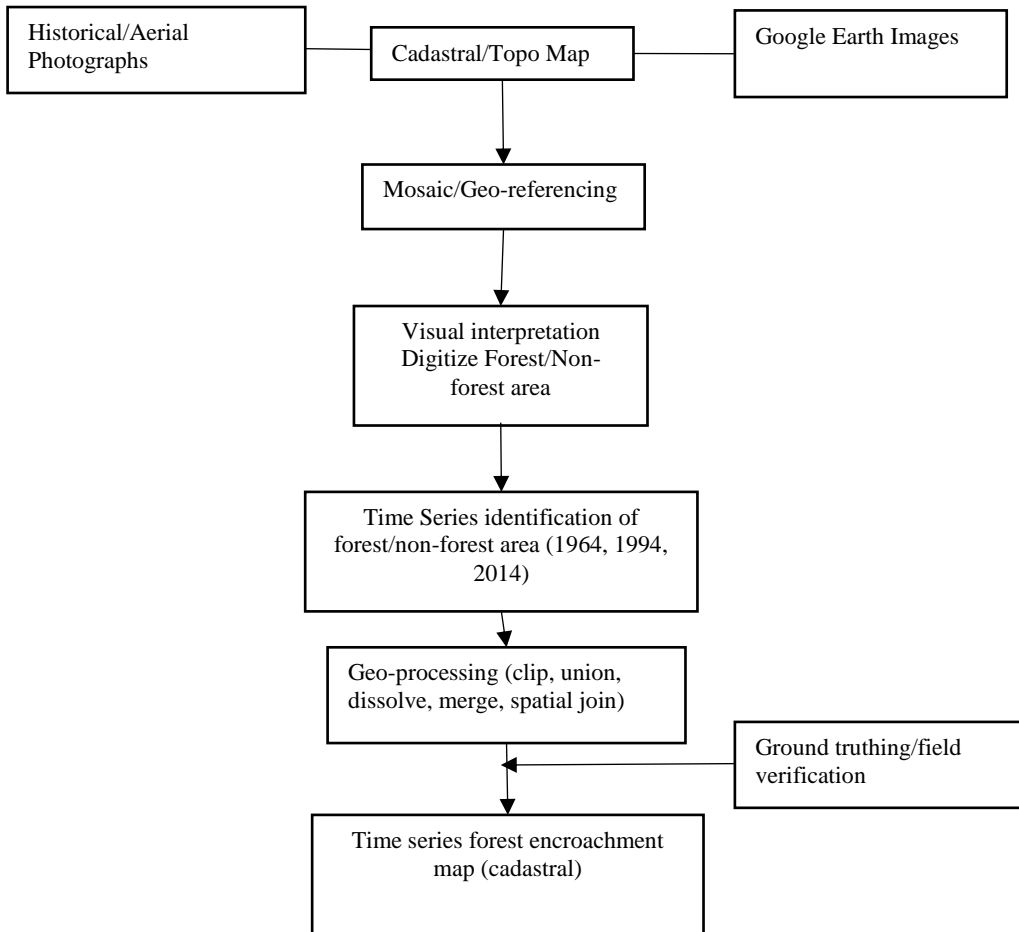 Historical/Aerial
Photographs
Cadastral/Topo Map
Google Earth Images
Mosaic/Geo-referencing
Visual interpretation
Digitize Forest/Non-
forest area
Time Series identification of
forest/non-forest area (1964, 1994,
2014)
Geo-processing (clip, union,
dissolve, merge, spatial join)
Ground truthing/field
verification
Time series forest encroachment
map (cadastral)